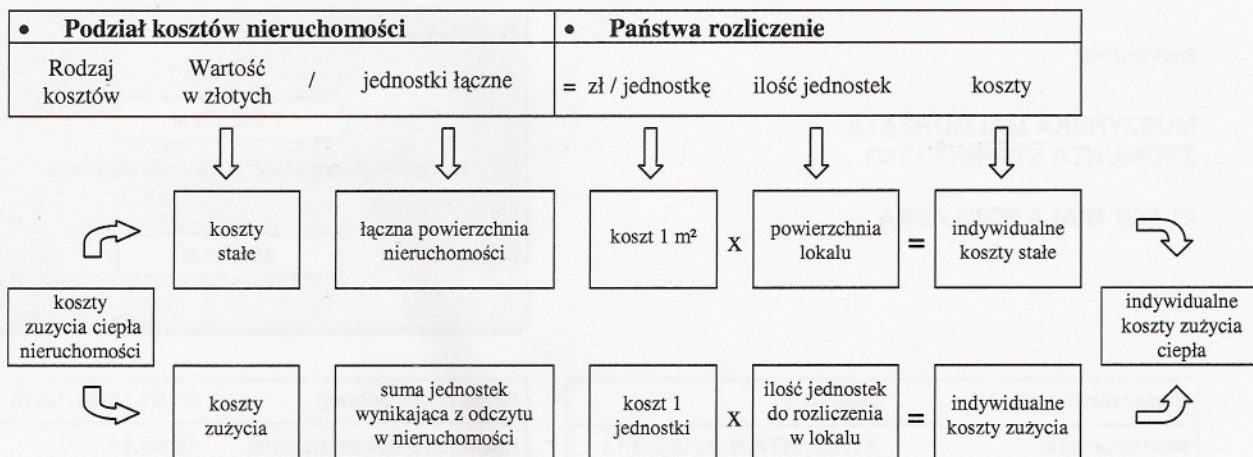 • Podział kosztów nieruchomości
• Państwa rozliczenie
Rodzaj kosztów
Wartość w złotych
/
jednostki łączne
= zł / jednostkę
ilość jednostek
koszty
koszty stałe
łączna powierzchnia nieruchomości
koszt 1 m²
x
powierzchnia lokalu
=
indywidualne koszty stałe
koszty zuzycia ciepła nieruchomości
indywidualne koszty zużycia ciepła
koszty zużycia
suma jednostek wynikająca z odczytu w nieruchomości
koszt 1 jednostki
x
ilość jednostek do rozliczenia w lokalu
=
indywidualne koszty zużycia